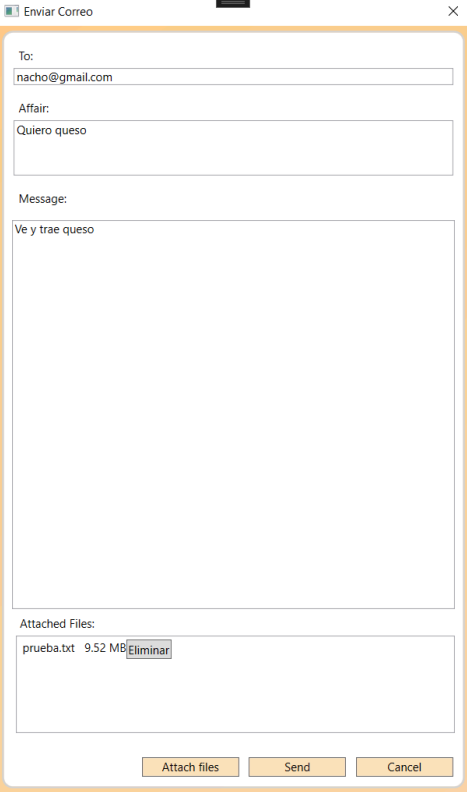 Enviar Correo
To:
nacho@gmail.com
Affair:
Quiero queso
Message:
Ve y trae queso
Attached Files:
prueba.txt 9.52 MB Eliminar
Attach files Send Cancel